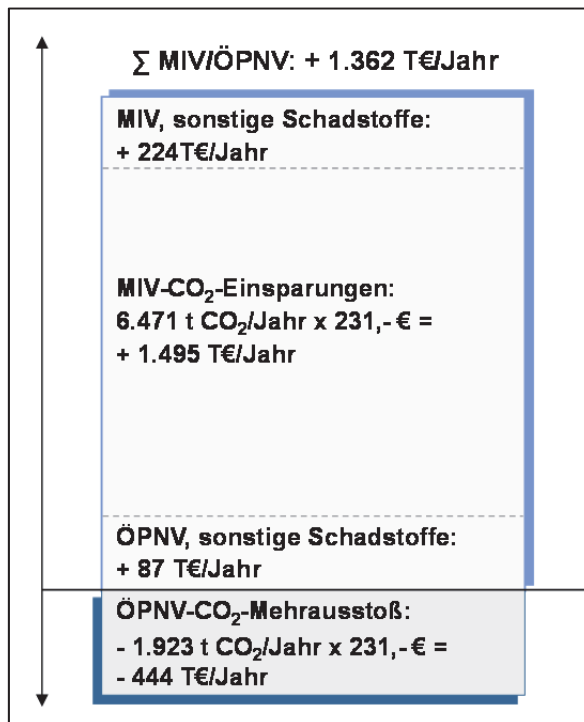 ∑ MIV/ÖPNV: + 1.362 T€/Jahr
MIV, sonstige Schadstoffe:
+ 224T€/Jahr
MIV-CO₂-Einsparungen:
6.471 t CO₂/Jahr x 231,- € =
+ 1.495 T€/Jahr
ÖPNV, sonstige Schadstoffe:
+ 87 T€/Jahr
ÖPNV-CO₂-Mehrausstoß:
- 1.923 t CO₂/Jahr x 231,- € =
- 444 T€/Jahr